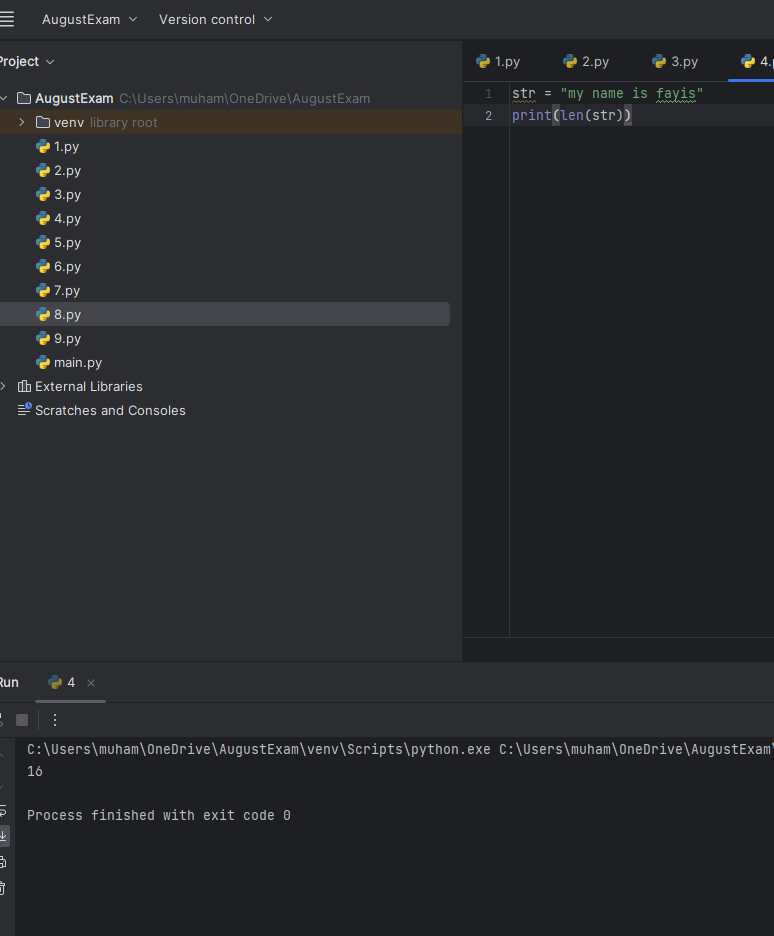 AugustExam Version control
Project
1.py 2.py 3.py 4.p
AugustExam C:\Users\muham\OneDrive\AugustExam
venv library root
1.py
2.py
3.py
4.py
5.py
6.py
7.py
8.py
9.py
main.py
External Libraries
Scratches and Consoles
1 str = "my name is fayis"
2 print(len(str))
Run 4
C:\Users\muham\OneDrive\AugustExam\venv\Scripts\python.exe C:\Users\muham\OneDrive\AugustExam\
16
Process finished with exit code 0